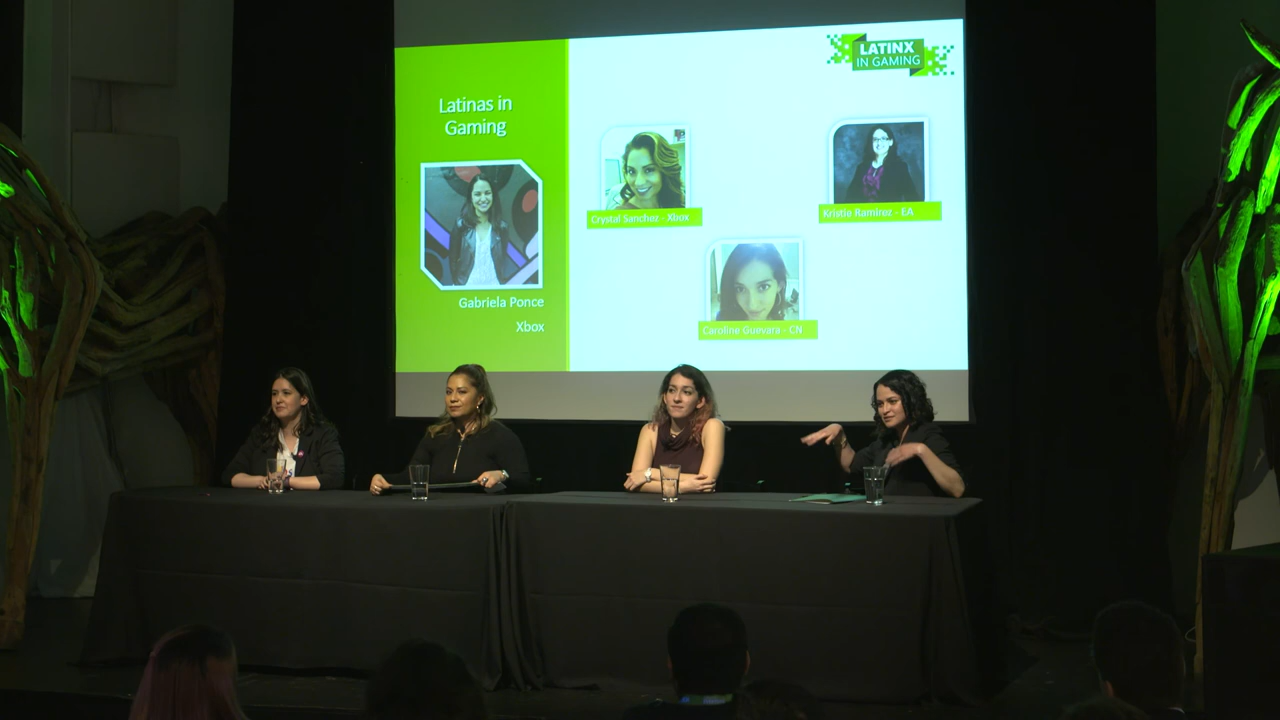 LATINX
IN GAMING
Latinas in
Gaming
Crystal Sanchez - Xbox
Kristie Ramirez - EA
Gabriela Ponce
Xbox
Caroline Guevara - CN